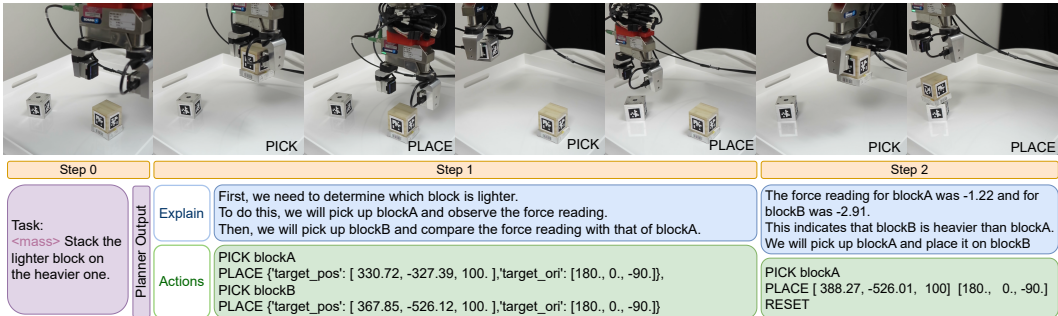 PICK
PLACE
PICK
PLACE
PICK
PLACE
Step 0
Step 1
Step 2
Task:
<mass> Stack the
lighter block on
the heavier one.
Planner Output
Explain
First, we need to determine which block is lighter.
To do this, we will pick up blockA and observe the force reading.
Then, we will pick up blockB and compare the force reading with that of blockA.
The force reading for blockA was -1.22 and for
blockB was -2.91.
This indicates that blockB is heavier than blockA.
We will pick up blockA and place it on blockB
Actions
PICK blockA
PLACE {'target_pos': [ 330.72, -327.39, 100. ],'target_ori': [180., 0., -90.]},
PICK blockB
PLACE {'target_pos': [ 367.85, -526.12, 100. ],'target_ori': [180., 0., -90.]}
PICK blockA
PLACE [ 388.27, -526.01, 100] [180., 0., -90.]
RESET